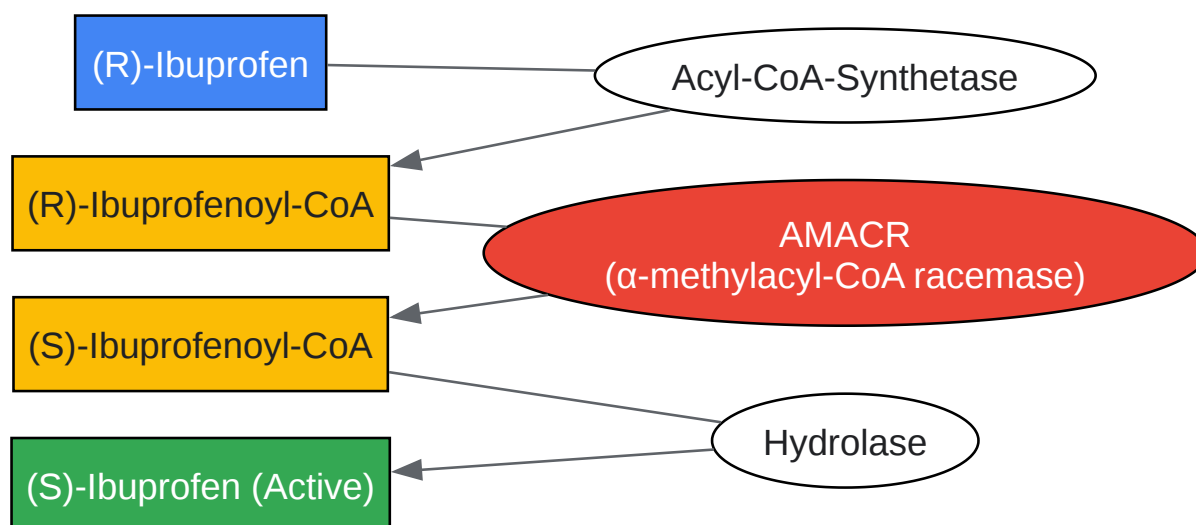 (R)-Ibuprofen
Acyl-CoA-Synthetase
(R)-Ibuprofenoyl-CoA
AMACR
(α-methylacyl-CoA racemase)
(S)-Ibuprofenoyl-CoA
Hydrolase
(S)-Ibuprofen (Active)